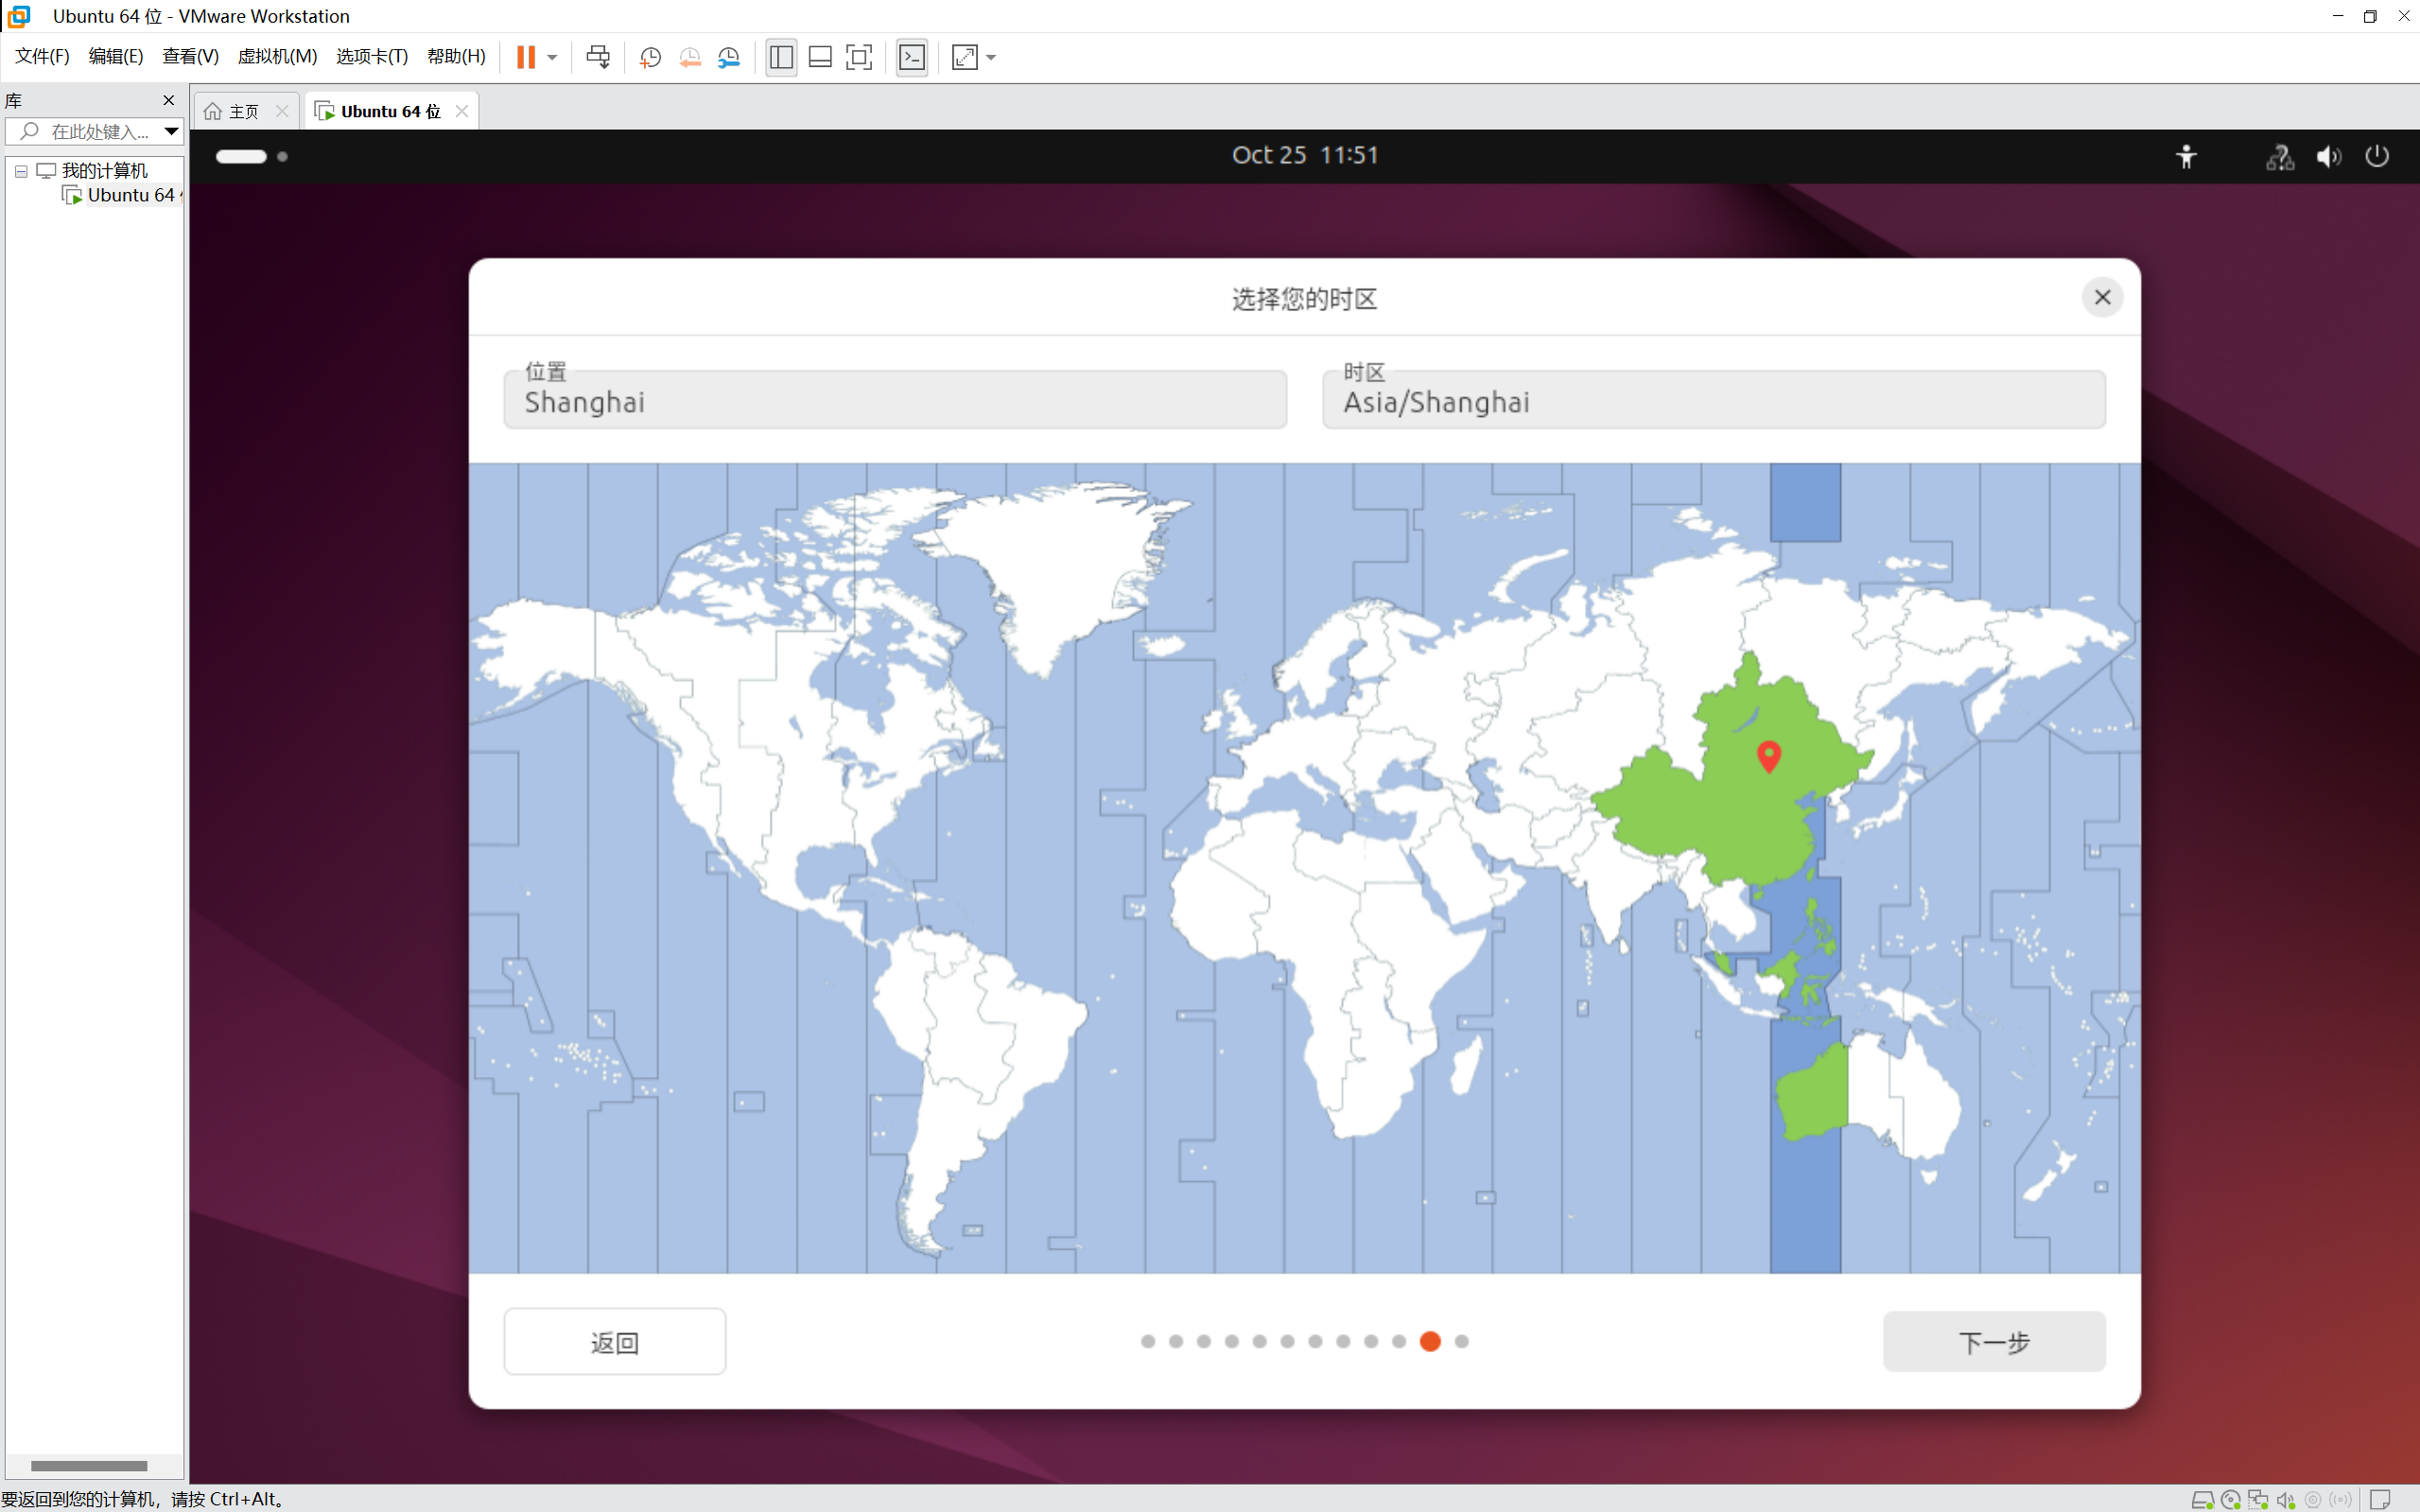 Ubuntu 64 位 - VMware Workstation
文件(F) 编辑(E) 查看(V) 虚拟机(M) 选项卡(T) 帮助(H)
库
主页
Ubuntu 64 位
在此处键入...
我的计算机
Ubuntu 64
Oct 25 11:51
选择您的时区
位置
Shanghai
时区
Asia/Shanghai
返回
下一步
要返回到您的计算机，请按 Ctrl+Alt。